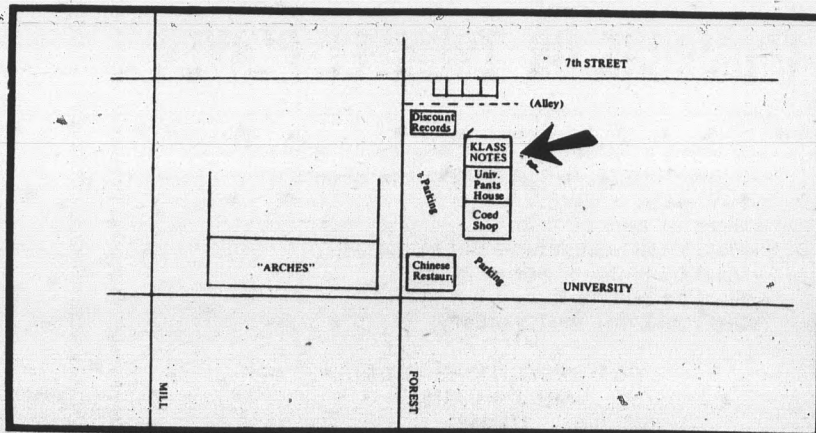 7th STREET
(Alley)
Discount
Records
KLASS
NOTES
Univ.
Pants
House
Parking
Coed
Shop
"ARCHES"
Chinese
Restaur.
Parking
UNIVERSITY
MILL
FOREST